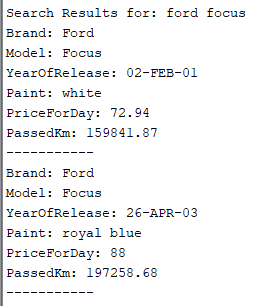 Search Results for: ford focus
Brand: Ford
Model: Focus
YearOfRelease: 02-FEB-01
Paint: white
PriceForDay: 72.94
PassedKm: 159841.87
-----------
Brand: Ford
Model: Focus
YearOfRelease: 26-APR-03
Paint: royal blue
PriceForDay: 88
PassedKm: 197258.68
-----------